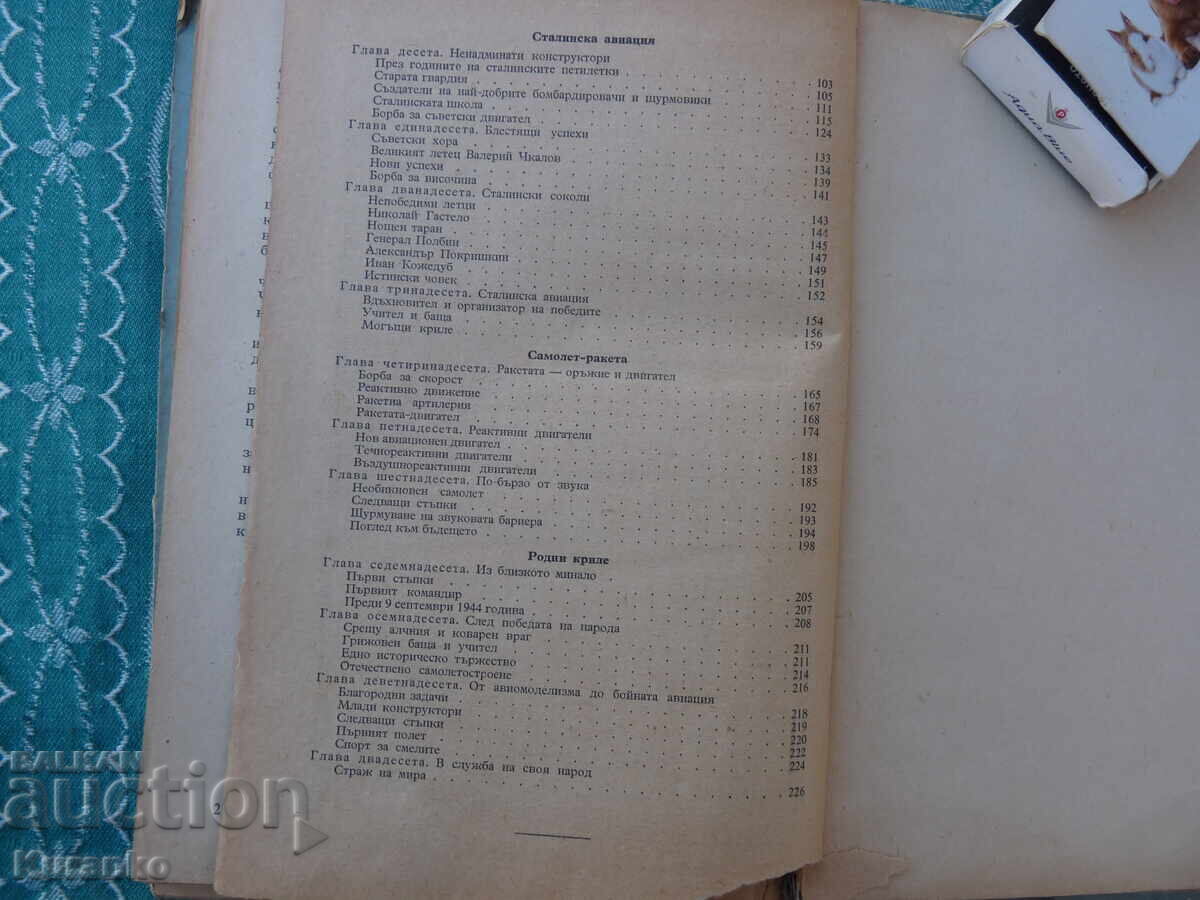 Сталинска авиация
Глава десета. Ненадминати конструктори
През годините на сталинските петилетки . . . 103
Старата гвардия . . . 105
Създатели на най-добрите бомбардировачи и щурмовики . . . 111
Сталинската школа . . . 115
Борба за съветски двигател . . . 124
Глава единадесета. Блестящи успехи
Съветски хора . . . 133
Великият летец Валерий Чкалов . . . 134
Нови успехи . . . 139
Борба за височина . . . 141
Глава дванадесета. Сталински соколи
Непобедими летци . . . 143
Николай Гастело . . . 144
Нощен таран . . . 145
Генерал Полбин . . . 147
Александър Покришкин . . . 149
Иван Кожедуб . . . 151
Истински човек . . . 152
Глава тринадесета. Сталинска авиация
Вдъхновител и организатор на победите . . . 154
Учител и баща . . . 156
Могъщи криле . . . 159
Самолет-ракета
Глава четиринадесета. Ракетата — оръжие и двигател
Борба за скорост . . . 165
Реактивно движение . . . 167
Ракетна артилерия . . . 168
Ракетата-двигател . . . 174
Глава петнадесета. Реактивни двигатели
Нов авиационен двигател . . . 181
Течнореактивни двигатели . . . 183
Въздушнореактивни двигатели . . . 185
Глава шестнадесета. По-бързо от звука
Необикновен самолет . . . 192
Следващи стъпки . . . 193
Щурмуване на звуковата бариера . . . 194
Поглед към бъдещето . . . 198
Родни криле
Глава седемнадесета. Из близкото минало
Първи стъпки . . . 205
Първият командир . . . 207
Преди 9 септември 1944 година . . . 208
Глава осемнадесета. След победата на народа
Срещу алчния и коварен враг . . . 211
Грижовен баща и учител . . . 211
Едно историческо тържество . . . 214
Отечествено самолетостроене . . . 216
Глава деветнадесета. От авиомоделизма до бойната авиация
Благородни задачи . . . 218
Млади конструктори . . . 219
Следващи стъпки . . . 220
Първият полет . . . 222
Спорт за смелите . . . 224
Глава двадесета. В служба на своя народ
Страж на мира . . . 226
2
Aqua Blue
BALKAN
auction
Kitanko